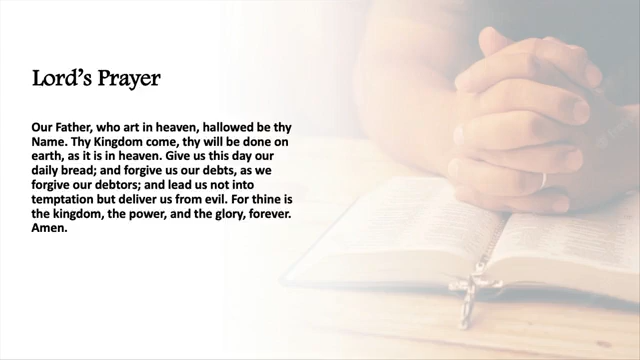 Lord's Prayer
Our Father, who art in heaven, hallowed be thy
Name. Thy Kingdom come, thy will be done on
earth, as it is in heaven. Give us this day our
daily bread; and forgive us our debts, as we
forgive our debtors; and lead us not into
temptation but deliver us from evil. For thine is
the kingdom, the power, and the glory, forever.
Amen.